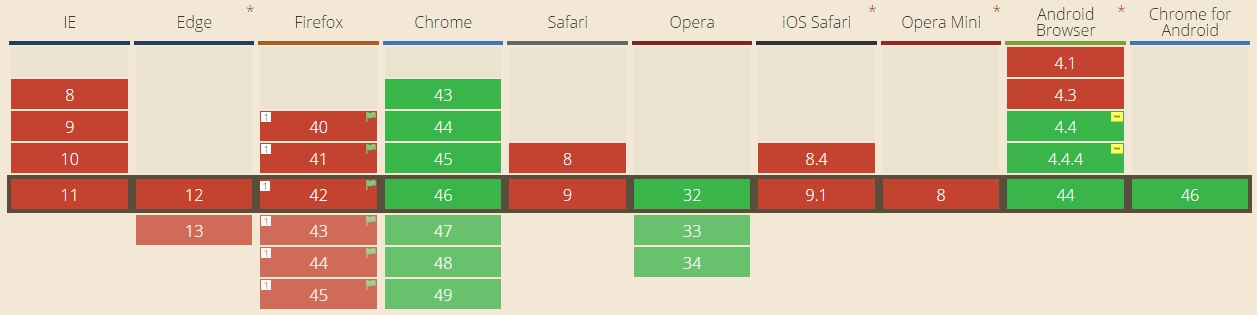 IE Edge * Firefox Chrome Safari Opera iOS Safari * Opera Mini * Android Browser * Chrome for Android
4.1
8 43 4.3
9 1 40 44 4.4
10 1 41 45 8 8.4 4.4.4
11 12 1 42 46 9 32 9.1 8 44 46
13 1 43 47 33
1 44 48 34
1 45 49